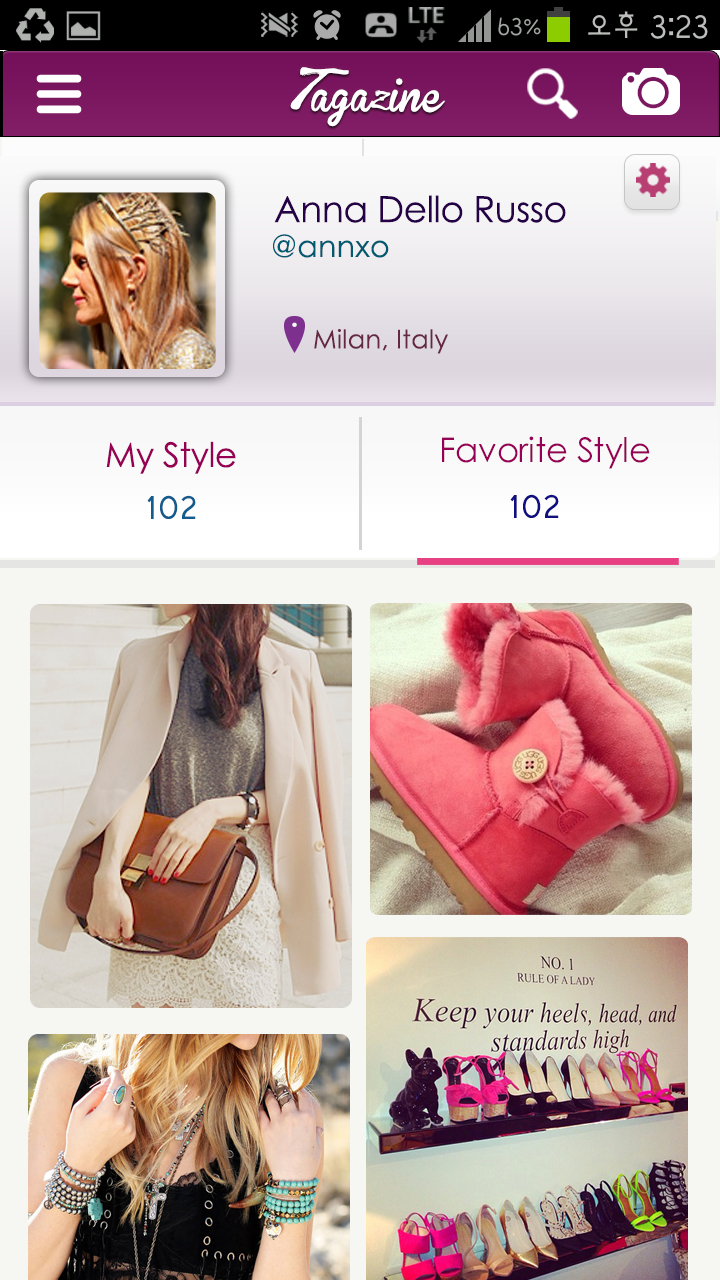 LTE
63% 오후 3:23
Tagazine
Anna Dello Russo
@annxo
Milan, Italy
My Style
102
Favorite Style
102
NO. 1
RULE OF A LADY
Keep your heels, head, and
standards high